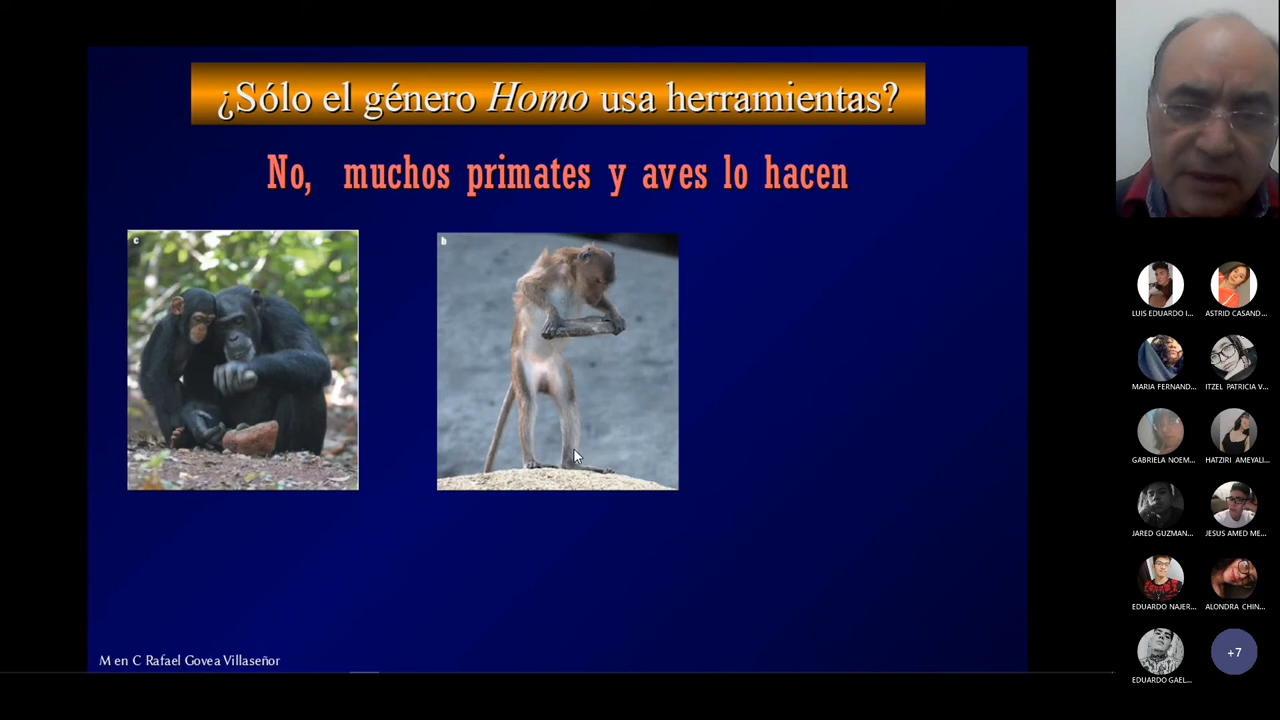 ¿Sólo el género Homo usa herramientas?
No, muchos primates y aves lo hacen
c
b
M en C Rafael Govea Villaseñor
LUIS EDUARDO I...
ASTRID CASAND...
MARIA FERNAND...
ITZEL PATRICIA V...
GABRIELA NOEM...
HATZIRI AMEYALI...
JARED GUZMAN...
JESUS AMED ME...
EDUARDO NAJER...
ALONDRA CHIN...
EDUARDO GAEL...
+7